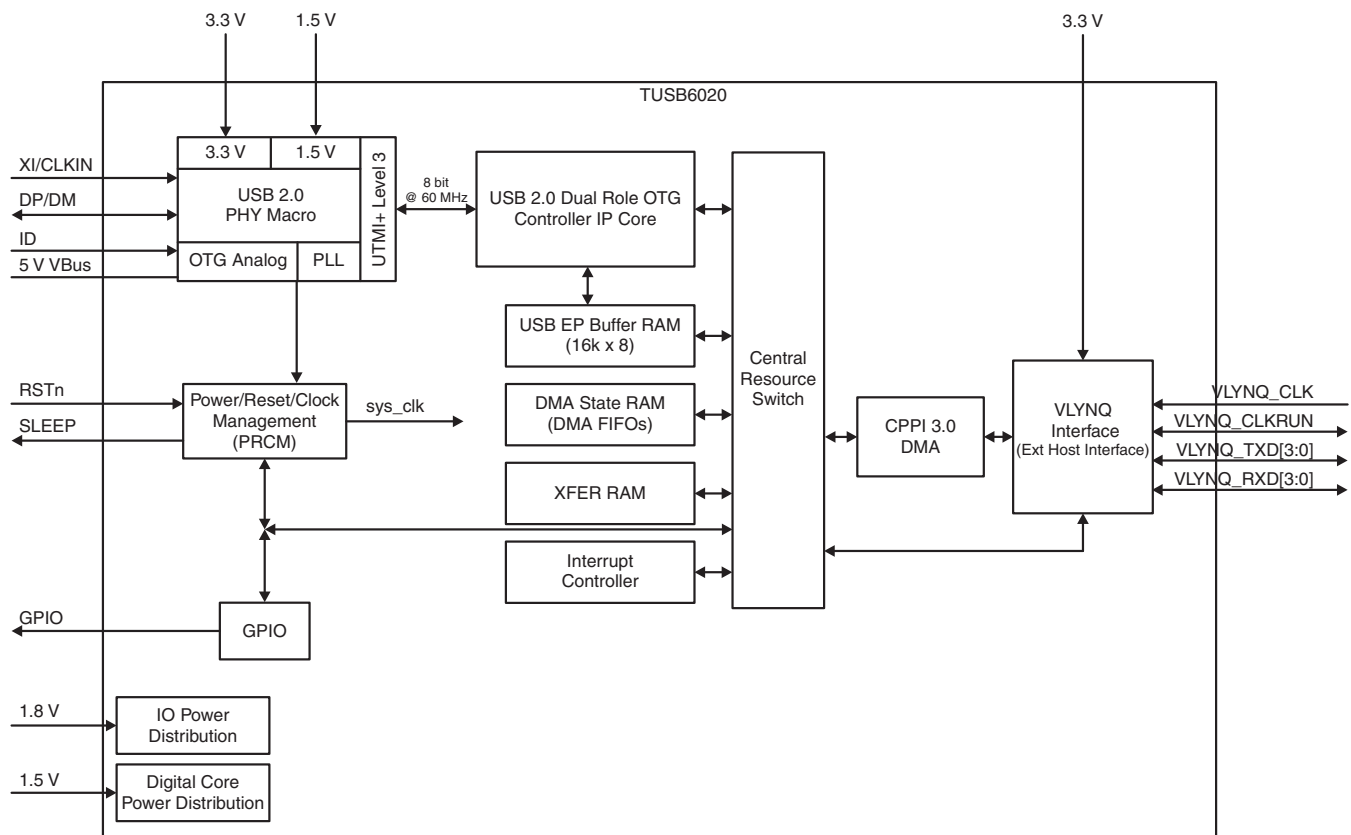 3.3 V
1.5 V
3.3 V
TUSB6020
XI/CLKIN
DP/DM
ID
5 V VBus
3.3 V
1.5 V
USB 2.0
PHY Macro
OTG Analog
PLL
UTMI+ Level 3
8 bit
@ 60 MHz
USB 2.0 Dual Role OTG
Controller IP Core
USB EP Buffer RAM
(16k x 8)
DMA State RAM
(DMA FIFOs)
XFER RAM
Interrupt
Controller
Central
Resource
Switch
CPPI 3.0
DMA
VLYNQ
Interface
(Ext Host Interface)
VLYNQ_CLK
VLYNQ_CLKRUN
VLYNQ_TXD[3:0]
VLYNQ_RXD[3:0]
RSTn
SLEEP
Power/Reset/Clock
Management
(PRCM)
sys_clk
GPIO
GPIO
1.8 V
IO Power
Distribution
1.5 V
Digital Core
Power Distribution